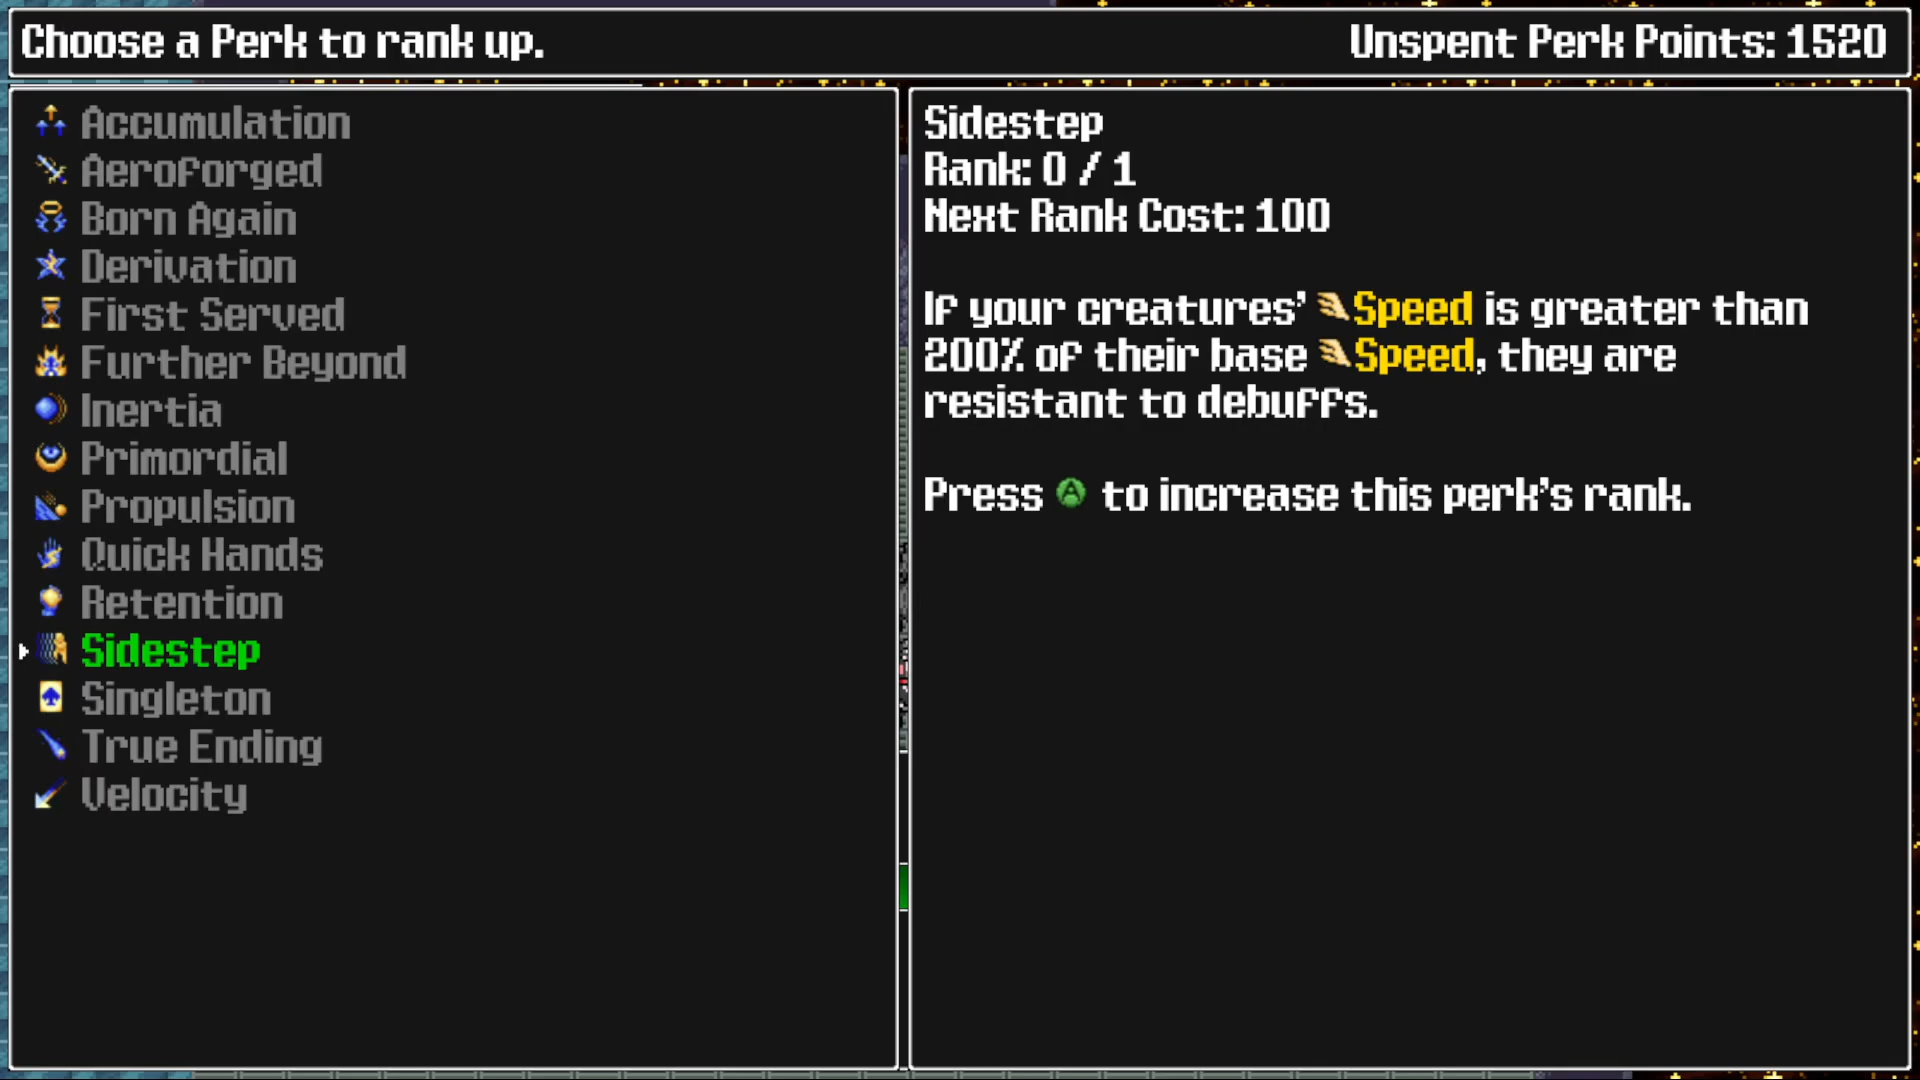 Choose a Perk to rank up.
Unspent Perk Points: 1520
Accumulation
Aeroforged
Born Again
Derivation
First Served
Further Beyond
Inertia
Primordial
Propulsion
Quick Hands
Retention
Sidestep
Singleton
True Ending
Velocity
Sidestep
Rank: 0 / 1
Next Rank Cost: 100
If your creatures' Speed is greater than
200% of their base Speed, they are
resistant to debuffs.
Press A to increase this perk's rank.